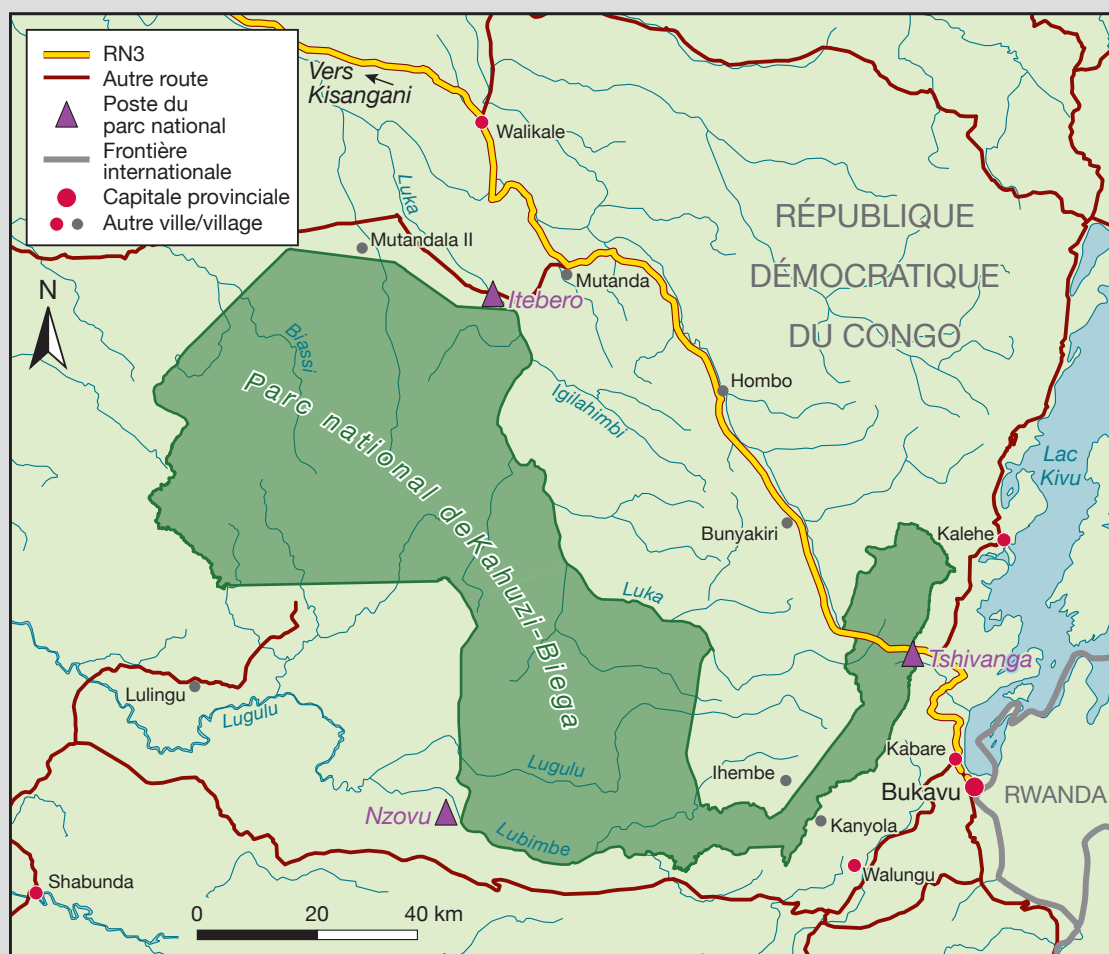 RN3
Autre route
Poste du
parc national
Frontière
internationale
Capitale provinciale
Autre ville/village
Vers
Kisangani
Walikale
Luka
RÉPUBLIQUE
DÉMOCRATIQUE
DU CONGO
Mutandala II
Mutanda
Itebero
N
Biassi
Parc national de Kahuzi-Biega
Hombo
Igilahimbi
Lac
Kivu
Bunyakiri
Kalehe
Luka
Tshivanga
Lulingu
Lugulu
Lugulu
Ihembe
Kabare
Bukavu
RWANDA
Nzovu
Lubimbe
Kanyola
Walungu
Shabunda
0 20 40 km